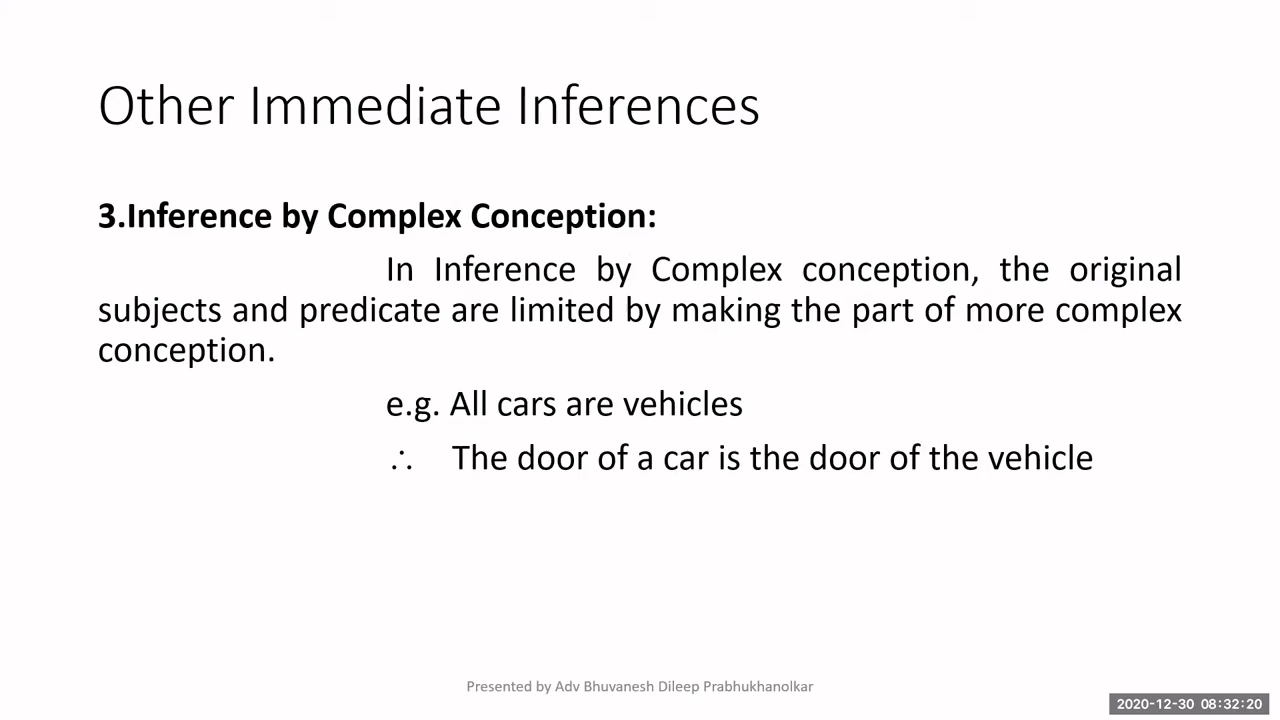 Other Immediate Inferences
3.Inference by Complex Conception:
In Inference by Complex conception, the original
subjects and predicate are limited by making the part of more complex
conception.
e.g. All cars are vehicles
∴ The door of a car is the door of the vehicle
Presented by Adv Bhuvanesh Dileep Prabhukhanolkar
2020-12-30 08:32:20